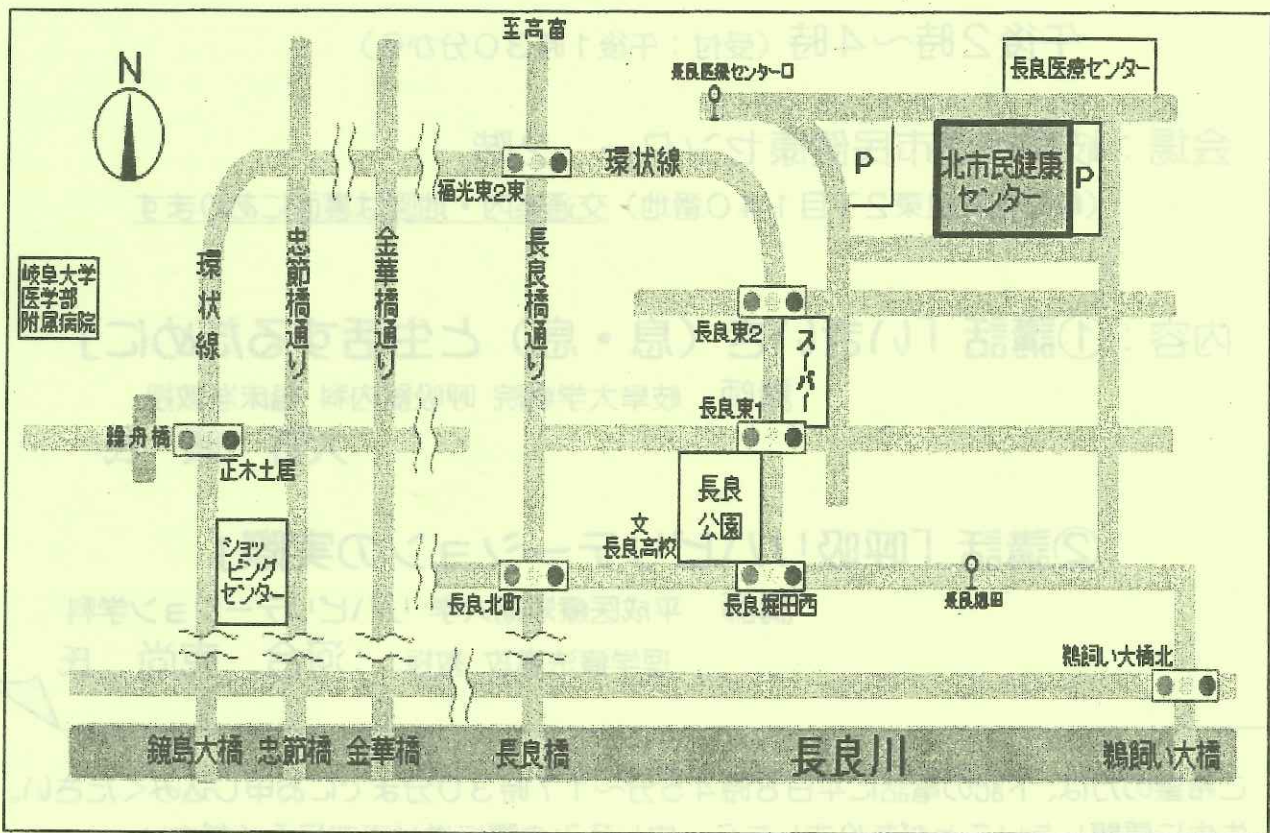 至高富
N
長良医療センター口
長良医療センター
P
北市民健康
センター
P
福光東2東
環状線
岐阜大学
医学部
附属病院
環状線
忠節橋通り
金華橋通り
長良橋通り
長良東2
スーパー
長良東1
繰舟橋
正木土居
長良
公園
文
長良高校
ショッ
ピング
センター
長良北町
長良堀田西
長良郷田
鵜飼い大橋北
鏡島大橋
忠節橋
金華橋
長良橋
長良川
鵜飼い大橋